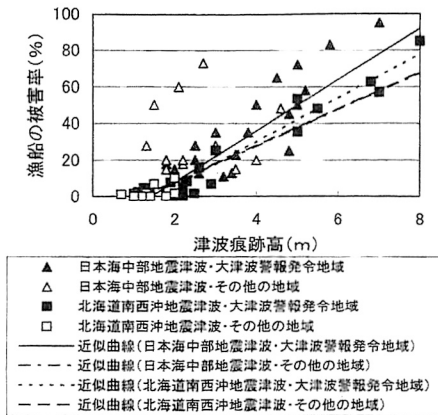 漁船の被害率(%)
100
80
60
40
20
0
0 2 4 6 8
津波痕跡高(m)
▲ 日本海中部地震津波・大津波警報発令地域
△ 日本海中部地震津波・その他の地域
■ 北海道南西沖地震津波・大津波警報発令地域
□ 北海道南西沖地震津波・その他の地域
近似曲線(日本海中部地震津波・大津波警報発令地域)
近似曲線(日本海中部地震津波・その他の地域)
近似曲線(北海道南西沖地震津波・大津波警報発令地域)
近似曲線(北海道南西沖地震津波・その他の地域)